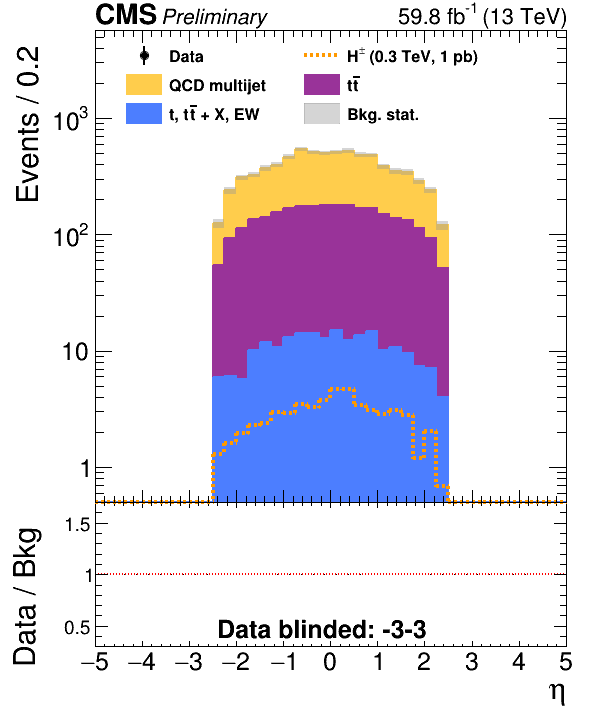 CMS Preliminary 59.8 fb⁻¹ (13 TeV)
Events / 0.2
Data
H± (0.3 TeV, 1 pb)
QCD multijet
tt̄
t, tt̄ + X, EW
Bkg. stat.
10³
10²
10
1
Data / Bkg
1.5
1
0.5
Data blinded: -3-3
−5 −4 −3 −2 −1 0 1 2 3 4 5
η